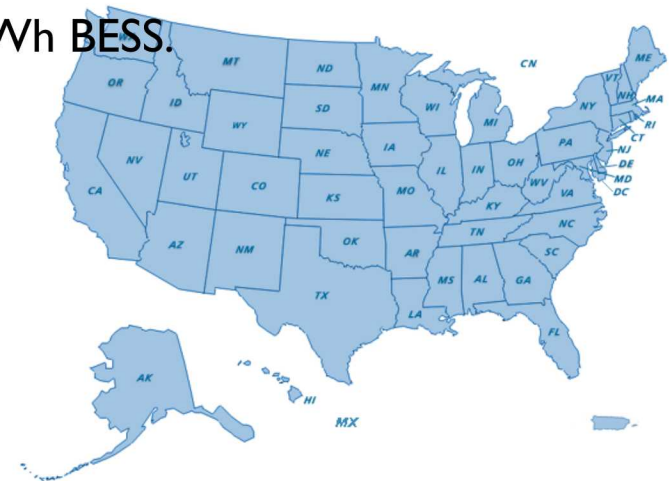 Wh BESS.
WA
MT
ND
MN
CN
ME
VT
NH
MA
OR
ID
SD
WI
MI
NY
RI
CT
WY
NE
IA
PA
NJ
DE
MD
DC
NV
UT
CO
KS
MO
IL
IN
OH
WV
VA
KY
CA
AZ
NM
OK
AR
TN
NC
SC
TX
LA
MS
AL
GA
FL
AK
HI
MX